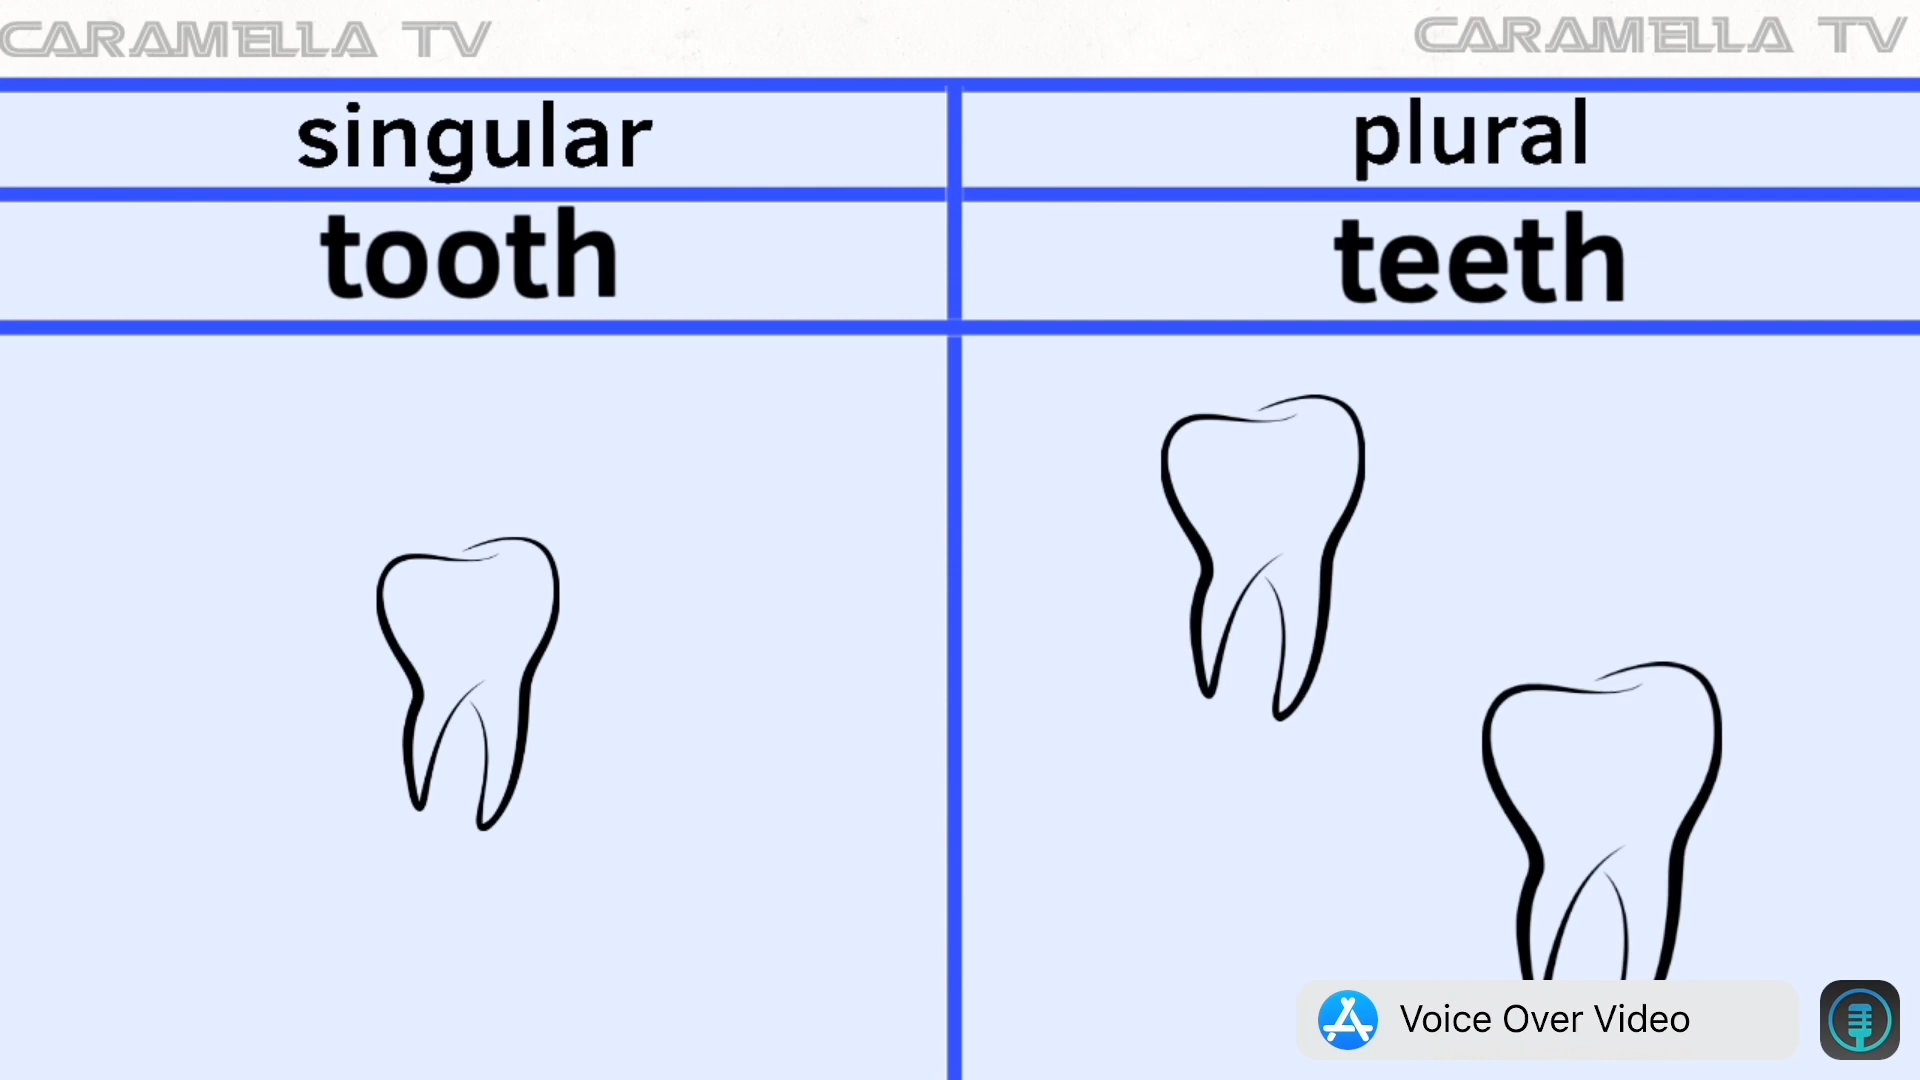 CARAMELLA TV CARAMELLA TV
singular plural
tooth teeth
Voice Over Video